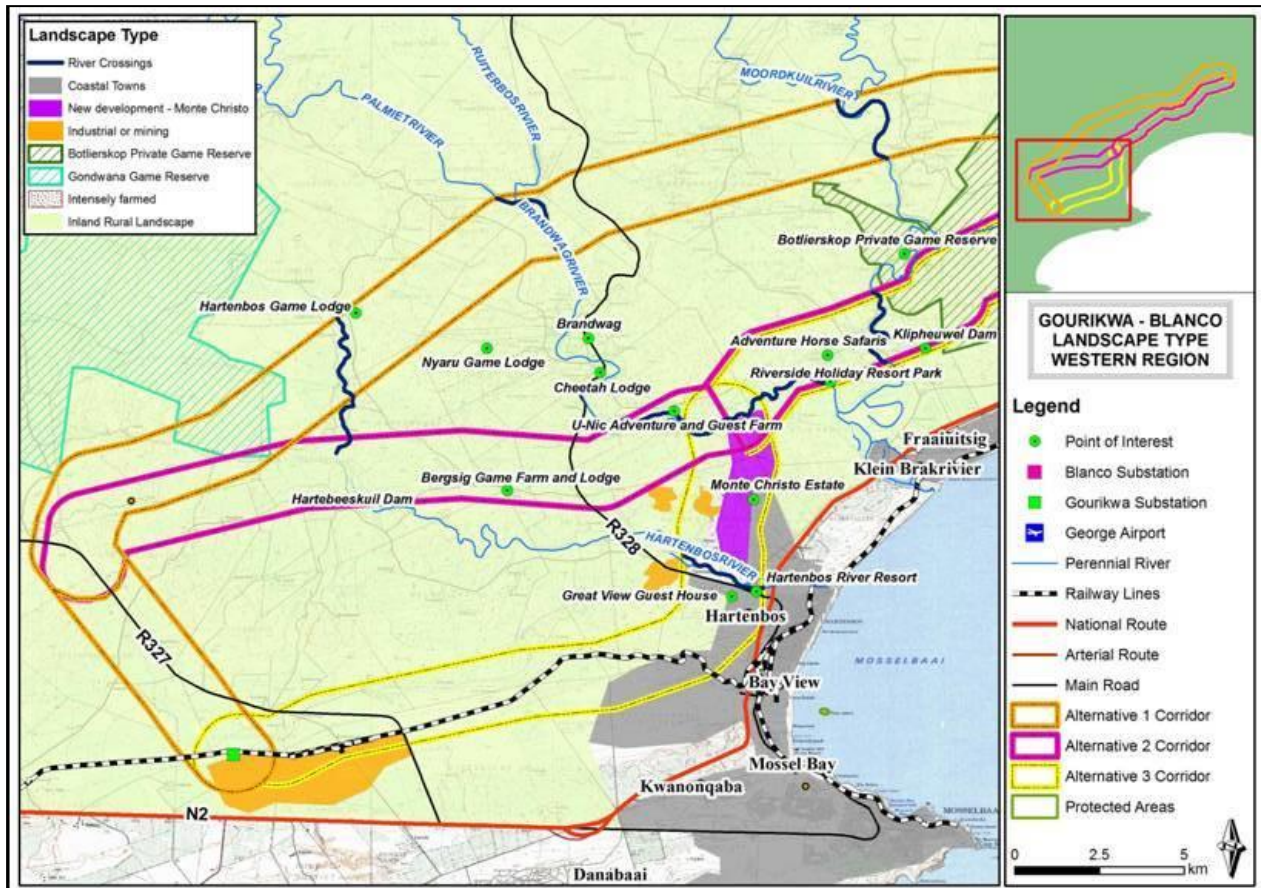 Landscape Type
River Crossings
Coastal Towns
New development - Monte Christo
Industrial or mining
Botlierskop Private Game Reserve
Gondwana Game Reserve
Intensely farmed
Inland Rural Landscape
RUITERBOSRIVIER
PALMIETRIVIER
MOORDKUILRIVIER
BRANDWAGRIVIER
Botlierskop Private Game Reserve
Hartenbos Game Lodge
Brandwag
Nyaru Game Lodge
Adventure Horse Safaris
Klipheuwel Dam
Cheetah Lodge
Riverside Holiday Resort Park
U-Nic Adventure and Guest Farm
Fraaiuitsig
Klein Brakrivier
Bergsig Game Farm and Lodge
Monte Christo Estate
Hartebeeskuil Dam
R328
HARTENBOSRIVIER
Hartenbos River Resort
Great View Guest House
Hartenbos
R327
MOSSELBAAI
Bay View
Mossel Bay
Kwanonqaba
N2
MOSSELBAAI
Danabaai
GOURIKWA - BLANCO
LANDSCAPE TYPE
WESTERN REGION
Legend
Point of Interest
Blanco Substation
Gourikwa Substation
George Airport
Perennial River
Railway Lines
National Route
Arterial Route
Main Road
Alternative 1 Corridor
Alternative 2 Corridor
Alternative 3 Corridor
Protected Areas
0 2.5 5
km